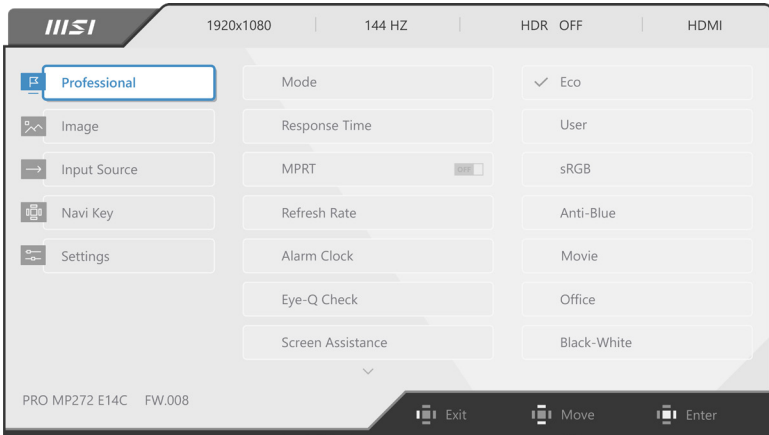 msi 1920x1080 144 HZ HDR OFF HDMI
Professional Mode Eco
Image Response Time User
Input Source MPRT OFF sRGB
Navi Key Refresh Rate Anti-Blue
Settings Alarm Clock Movie
Eye-Q Check Office
Screen Assistance Black-White
PRO MP272 E14C FW.008
Exit Move Enter